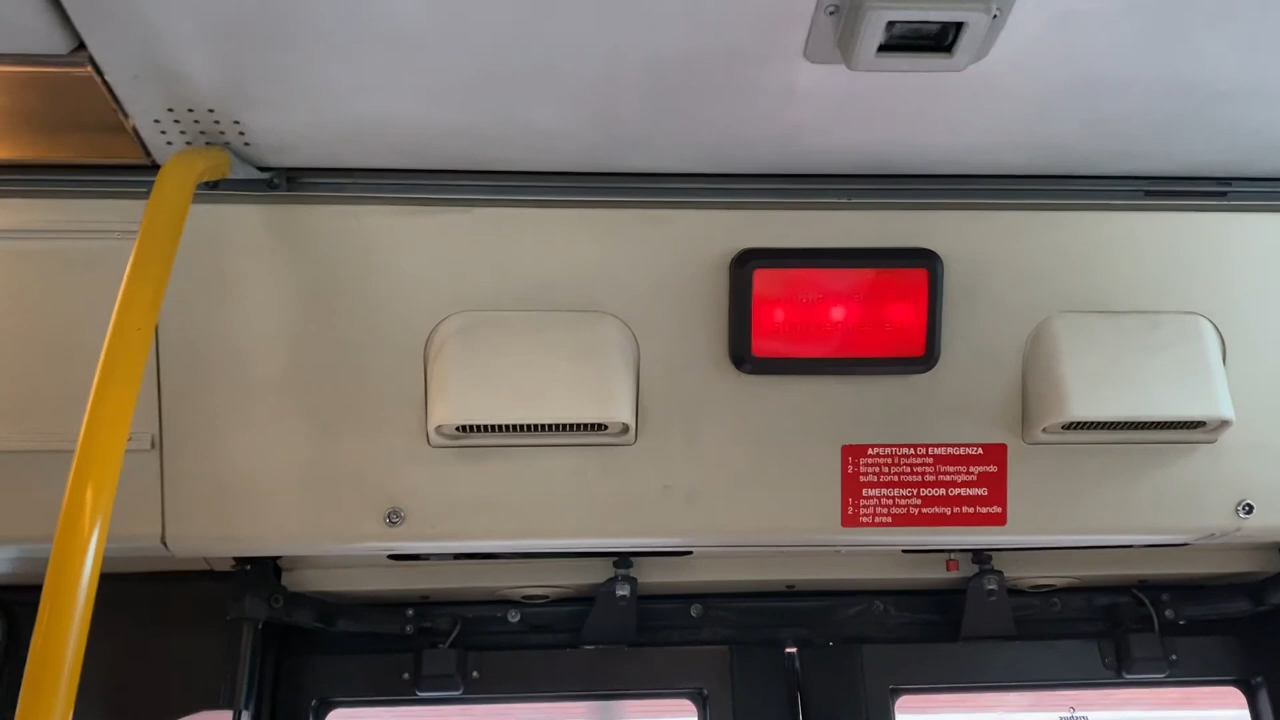 APERTURA DI EMERGENZA
1 - premere il pulsante
2 - tirare la porta verso l'interno agendo
sulla zona rossa dei maniglioni
EMERGENCY DOOR OPENING
1 - push the handle
2 - pull the door by working in the handle
red area